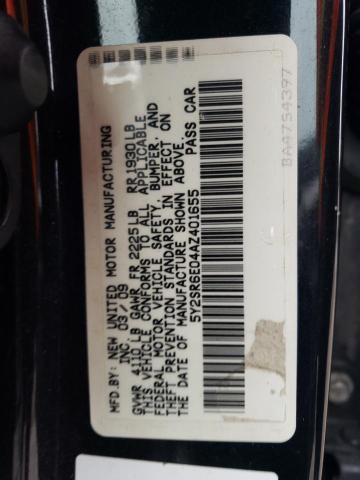 MFD.BY: NEW UNITED MOTOR MANUFACTURING
INC. 03/09
GVWR 4110 LB GAWR FR 2225 LB RR 1930 LB
THIS VEHICLE CONFORMS TO ALL APPLICABLE
FEDERAL MOTOR VEHICLE SAFETY, BUMPER, AND
THEFT PREVENTION STANDARDS IN EFFECT ON
THE DATE OF MANUFACTURE SHOWN ABOVE.
5Y2SR6E04AZ401655 PASS CAR
BA4754397